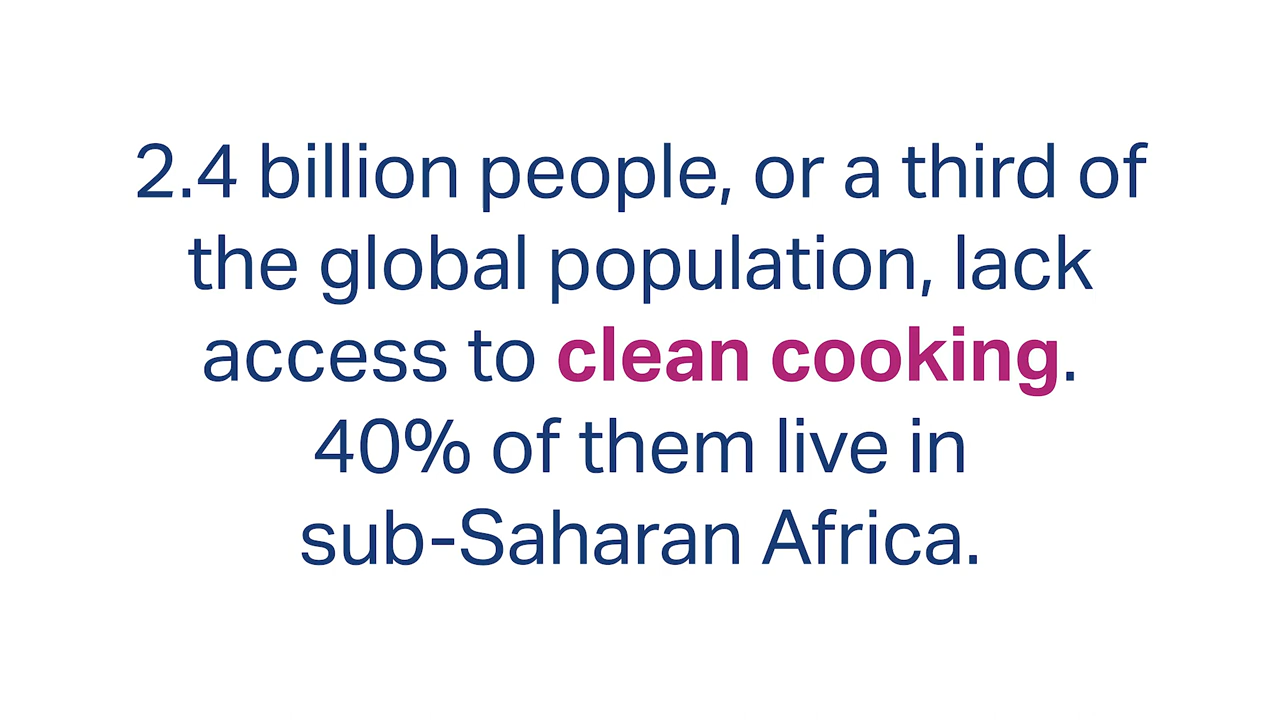 2.4 billion people, or a third of
the global population, lack
access to clean cooking.
40% of them live in
sub-Saharan Africa.